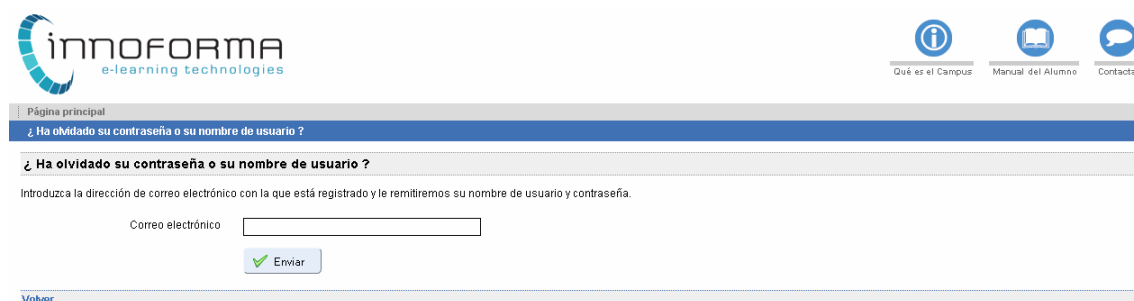 innoforma
e-learning technologies
Qué es el Campus
Manual del Alumno
Página principal
¿ Ha olvidado su contraseña o su nombre de usuario ?
¿ Ha olvidado su contraseña o su nombre de usuario ?
Introduzca la dirección de correo electrónico con la que está registrado y le remitiremos su nombre de usuario y contraseña.
Correo electrónico
Enviar
Volver